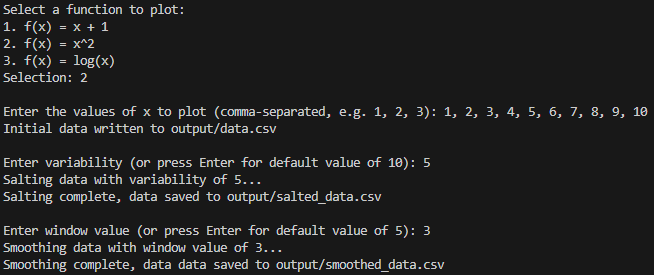 Select a function to plot:
1. f(x) = x + 1
2. f(x) = x^2
3. f(x) = log(x)
Selection: 2
Enter the values of x to plot (comma-separated, e.g. 1, 2, 3): 1, 2, 3, 4, 5, 6, 7, 8, 9, 10
Initial data written to output/data.csv
Enter variability (or press Enter for default value of 10): 5
Salting data with variability of 5...
Salting complete, data saved to output/salted_data.csv
Enter window value (or press Enter for default value of 5): 3
Smoothing data with window value of 3...
Smoothing complete, data data saved to output/smoothed_data.csv